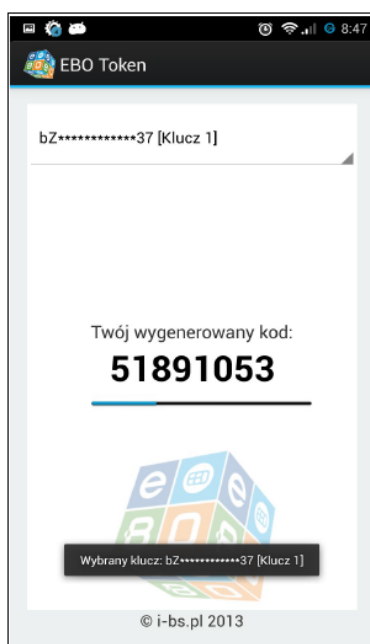 8:47
EBO Token
bZ************37 [Klucz 1]
Twój wygenerowany kod:
51891053
Wybrany klucz: bZ************37 [Klucz 1]
© i-bs.pl 2013